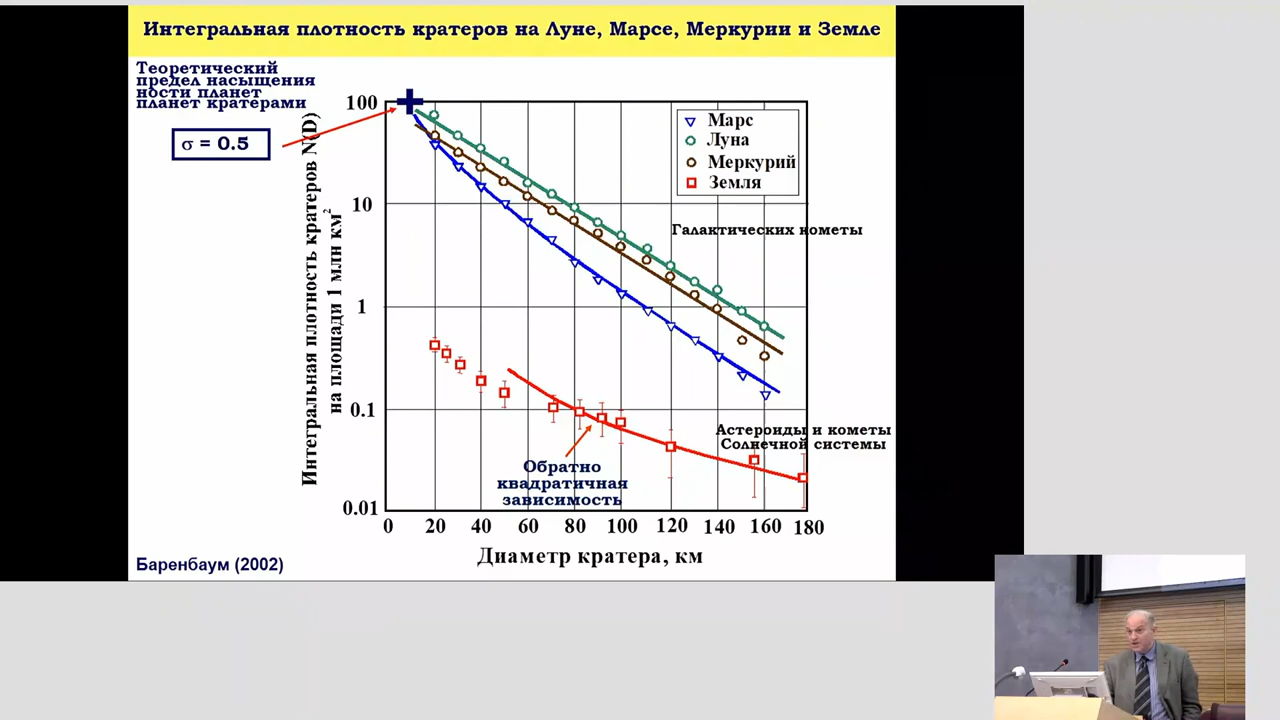 Интегральная плотность кратеров на Луне, Марсе, Меркурии и Земле
Теоретический
предел насыщения
ности планет
планет кратерами
σ = 0.5
Интегральная плотность кратеров N(D)
на площади 1 млн км²
100
10
1
0.1
0.01
Марс
Луна
Меркурий
Земля
Галактических кометы
Астероиды и кометы
Солнечной системы
Обратно
квадратичная
зависимость
0 20 40 60 80 100 120 140 160 180
Диаметр кратера, км
Баренбаум (2002)